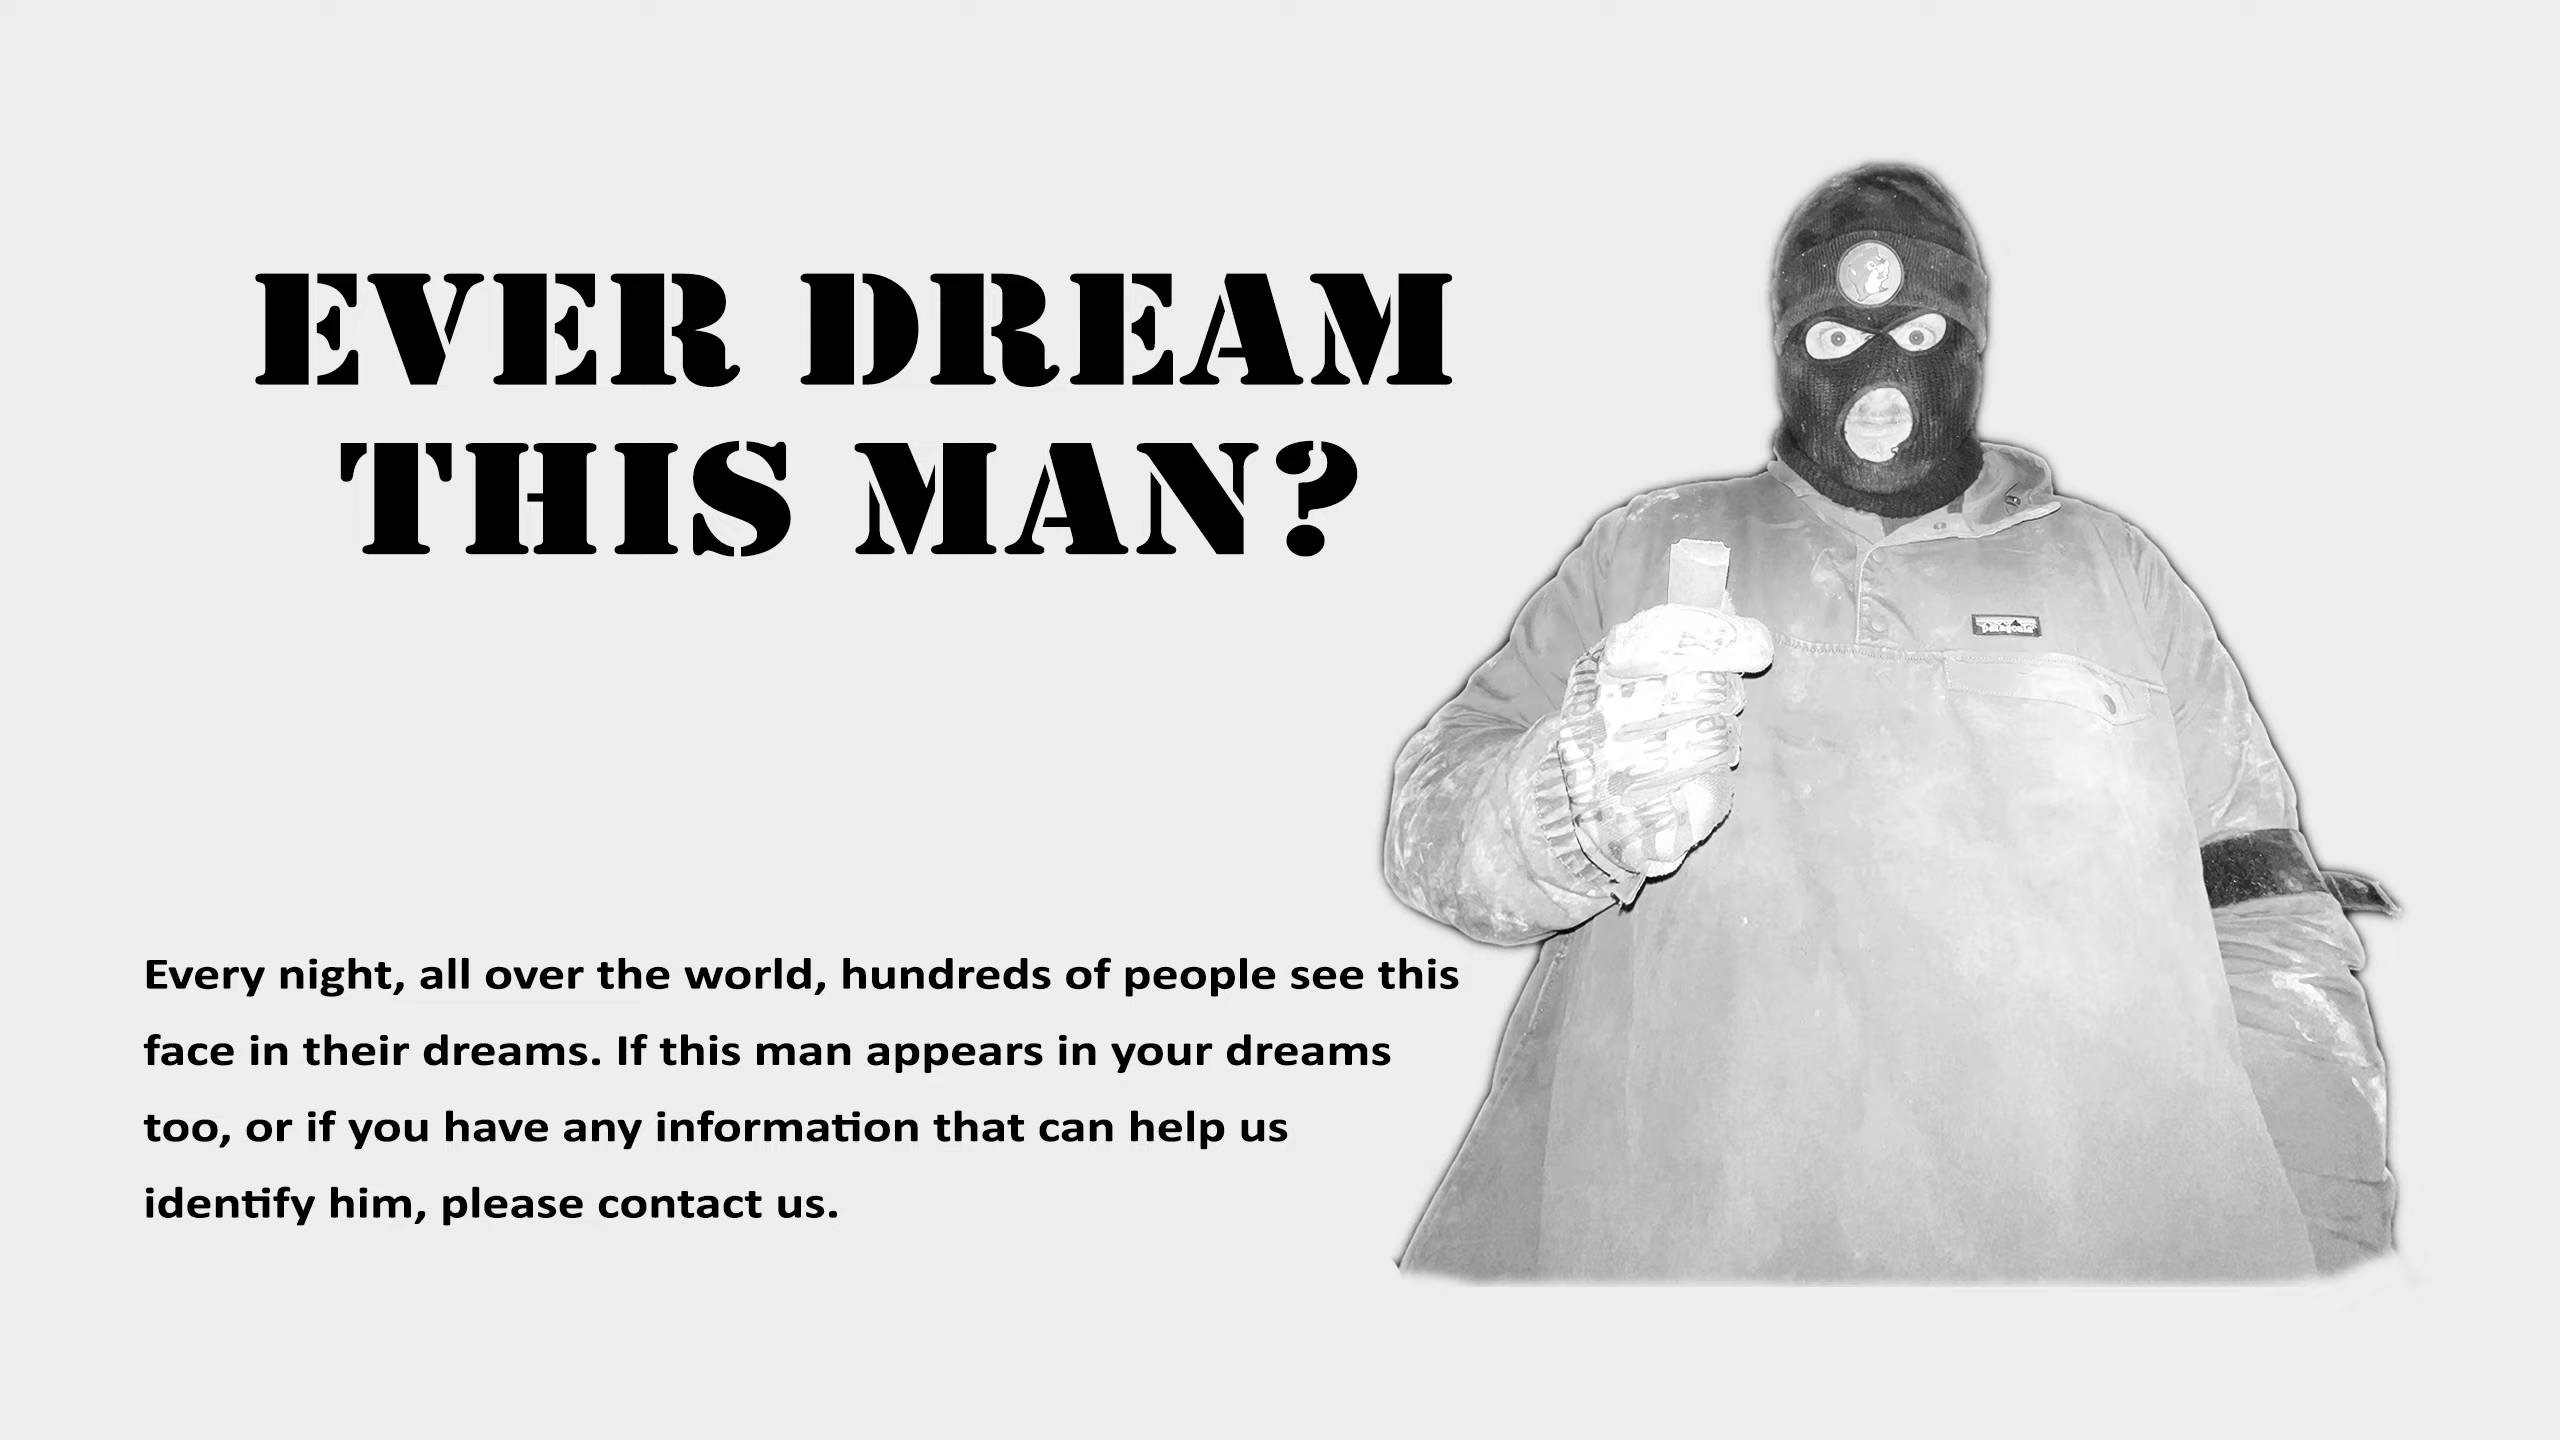 EVER DREAM
THIS MAN?
patagonia
Every night, all over the world, hundreds of people see this
face in their dreams. If this man appears in your dreams
too, or if you have any information that can help us
identify him, please contact us.